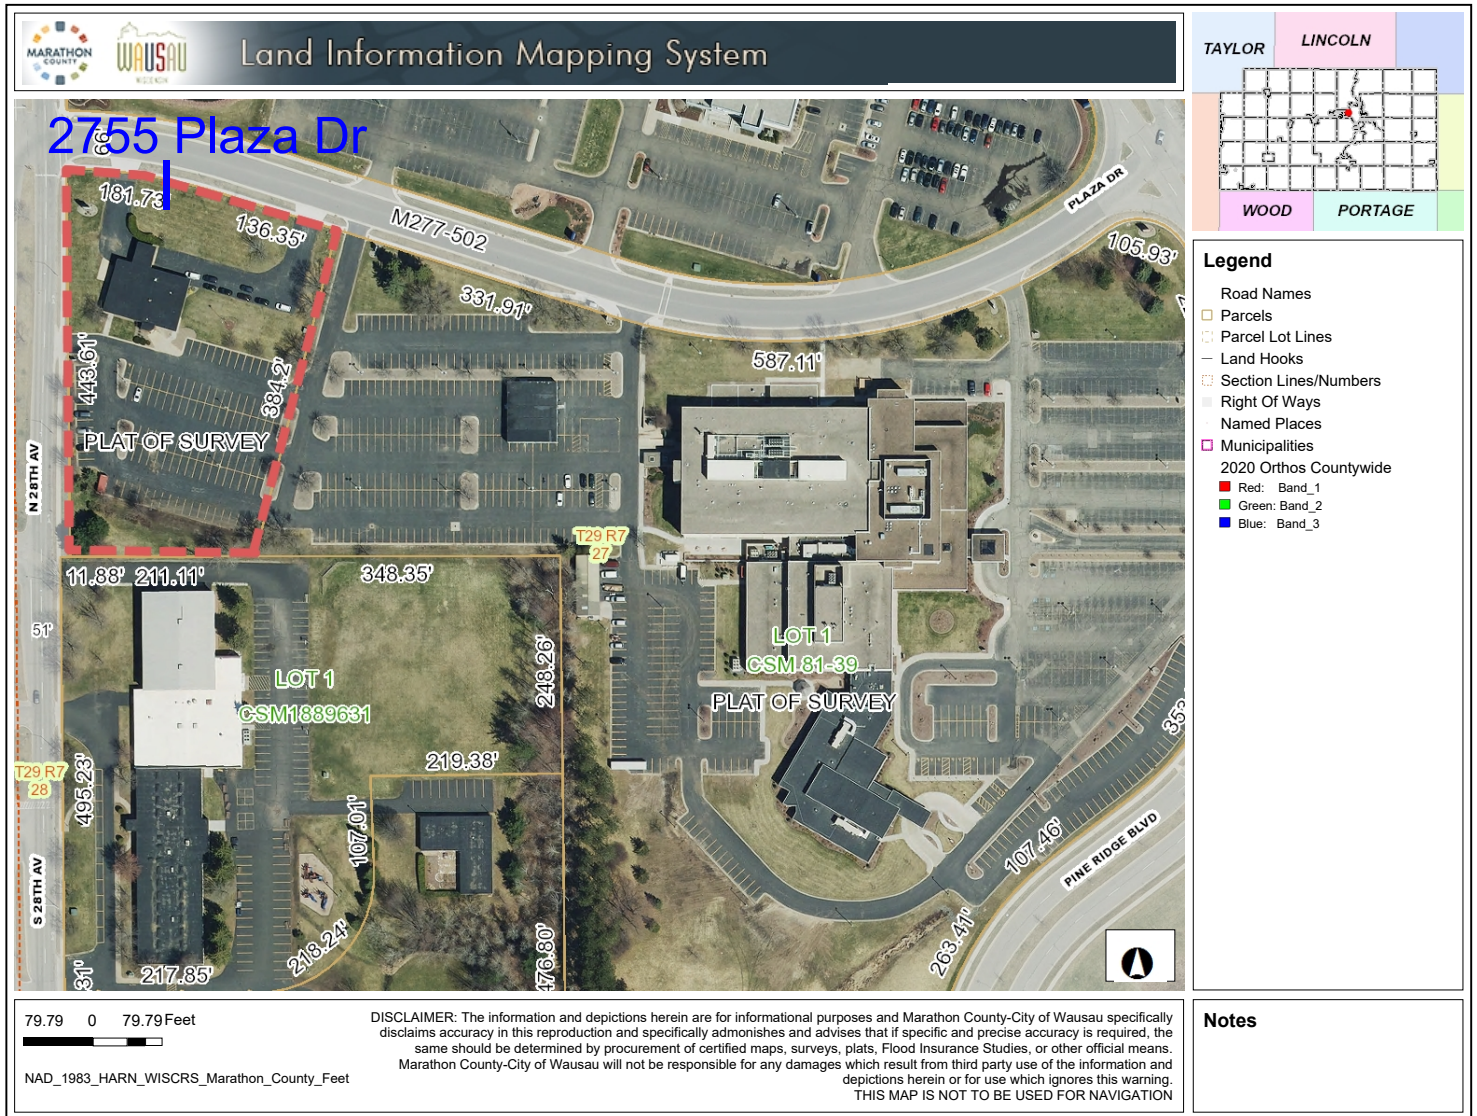 MARATHON
COUNTY
WAUSAU
WISCONSIN
Land Information Mapping System
TAYLOR
LINCOLN
WOOD
PORTAGE
2755 Plaza Dr
66'
181.73'
136.35'
M277-502
PLAZA DR
105.93'
331.91'
587.11'
443.61'
384.2'
PLAT OF SURVEY
N 28TH AV
T29 R7
27
11.88'
211.11'
348.35'
51'
248.26'
LOT 1
CSM 81-39
PLAT OF SURVEY
LOT 1
CSM1889631
353.
T29 R7
28
495.23'
219.38'
107.01'
107.46'
PINE RIDGE BLVD
S 28TH AV
218.24'
263.41'
476.80'
217.85'
31'
Legend
Road Names
Parcels
Parcel Lot Lines
Land Hooks
Section Lines/Numbers
Right Of Ways
Named Places
Municipalities
2020 Orthos Countywide
Red: Band_1
Green: Band_2
Blue: Band_3
79.79 0 79.79 Feet
NAD_1983_HARN_WISCRS_Marathon_County_Feet
DISCLAIMER: The information and depictions herein are for informational purposes and Marathon County-City of Wausau specifically
disclaims accuracy in this reproduction and specifically admonishes and advises that if specific and precise accuracy is required, the
same should be determined by procurement of certified maps, surveys, plats, Flood Insurance Studies, or other official means.
Marathon County-City of Wausau will not be responsible for any damages which result from third party use of the information and
depictions herein or for use which ignores this warning.
THIS MAP IS NOT TO BE USED FOR NAVIGATION
Notes